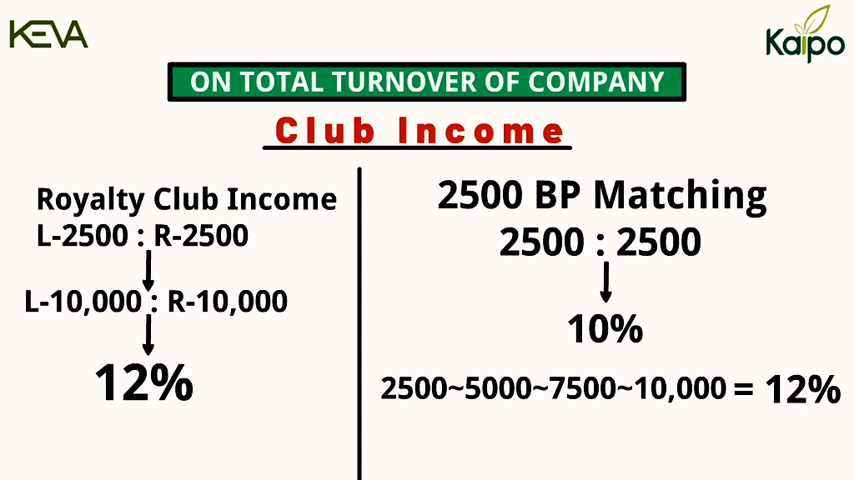 KEVA
Kaipo
ON TOTAL TURNOVER OF COMPANY
Club Income
Royalty Club Income
L-2500 : R-2500
L-10,000 : R-10,000
12%
2500 BP Matching
2500 : 2500
10%
2500~5000~7500~10,000 = 12%